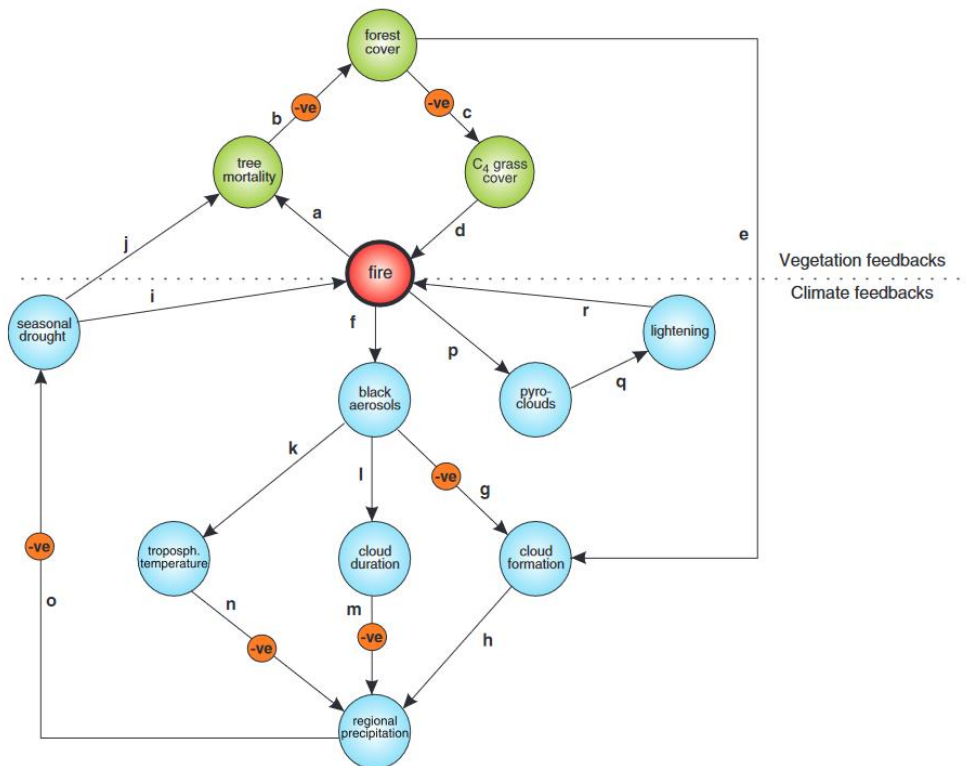 forest
cover
-ve
-ve
b
c
tree
mortality
C₄ grass
cover
a
d
e
j
fire
Vegetation feedbacks
Climate feedbacks
i
seasonal
drought
f
r
lightening
p
q
black
aerosols
pyro-
clouds
k
l
-ve
g
-ve
troposph.
temperature
cloud
duration
cloud
formation
o
n
m
-ve
-ve
h
regional
precipitation